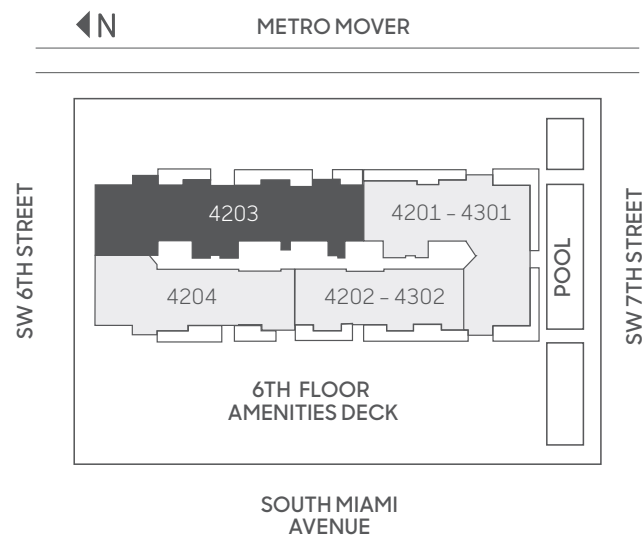 N
METRO MOVER
SW 6TH STREET
4203
4201 – 4301
4204
4202 – 4302
POOL
SW 7TH STREET
6TH FLOOR
AMENITIES DECK
SOUTH MIAMI
AVENUE